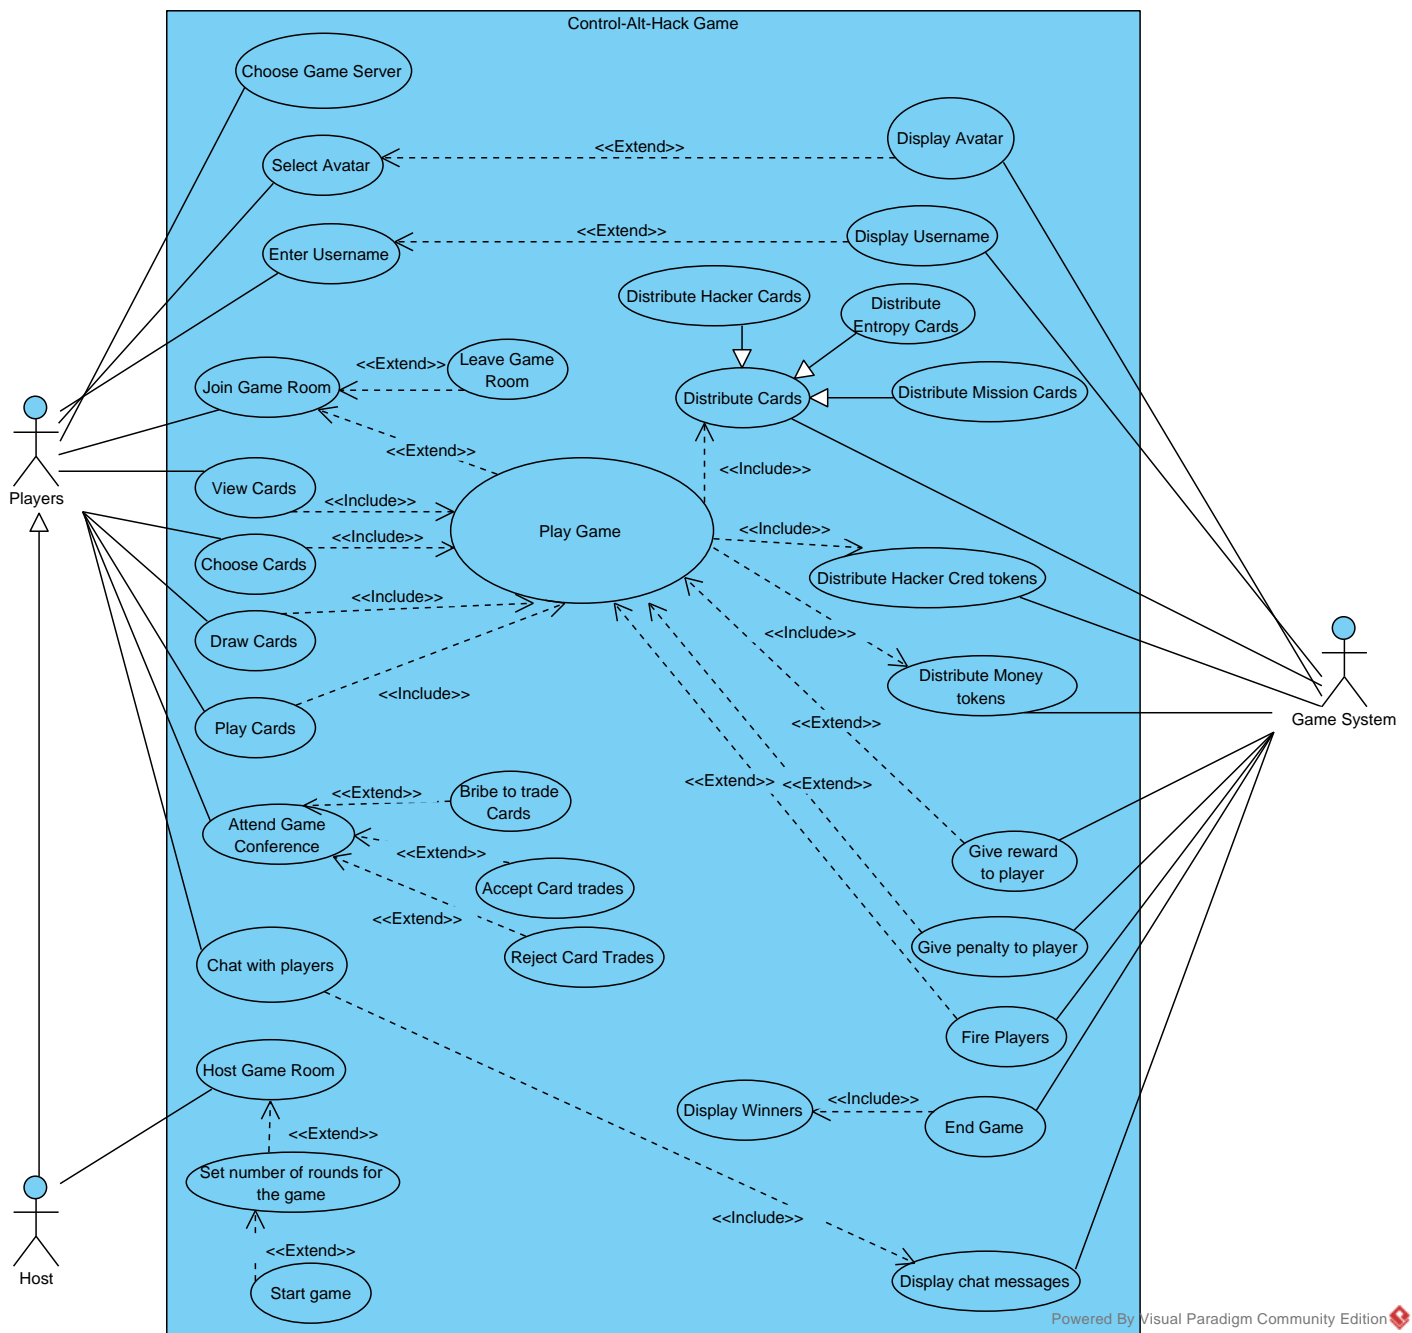 Control-Alt-Hack Game
Choose Game Server
Select Avatar
<<Extend>>
Display Avatar
Enter Username
<<Extend>>
Display Username
Distribute Hacker Cards
Distribute
Entropy Cards
Join Game Room
<<Extend>>
Leave Game
Room
Distribute Cards
Distribute Mission Cards
<<Extend>>
<<Include>>
Players
View Cards
<<Include>>
Play Game
<<Include>>
Choose Cards
<<Include>>
Distribute Hacker Cred tokens
Draw Cards
<<Include>>
<<Include>>
Distribute Money
tokens
Game System
Play Cards
<<Include>>
<<Extend>>
<<Extend>>
<<Extend>>
Attend Game
Conference
<<Extend>>
Bribe to trade
Cards
<<Extend>>
Accept Card trades
Give reward
to player
<<Extend>>
Reject Card Trades
Give penalty to player
Chat with players
Fire Players
Host Game Room
Display Winners
<<Include>>
End Game
<<Extend>>
Set number of rounds for
the game
<<Include>>
Host
<<Extend>>
Start game
Display chat messages
Powered By Visual Paradigm Community Edition